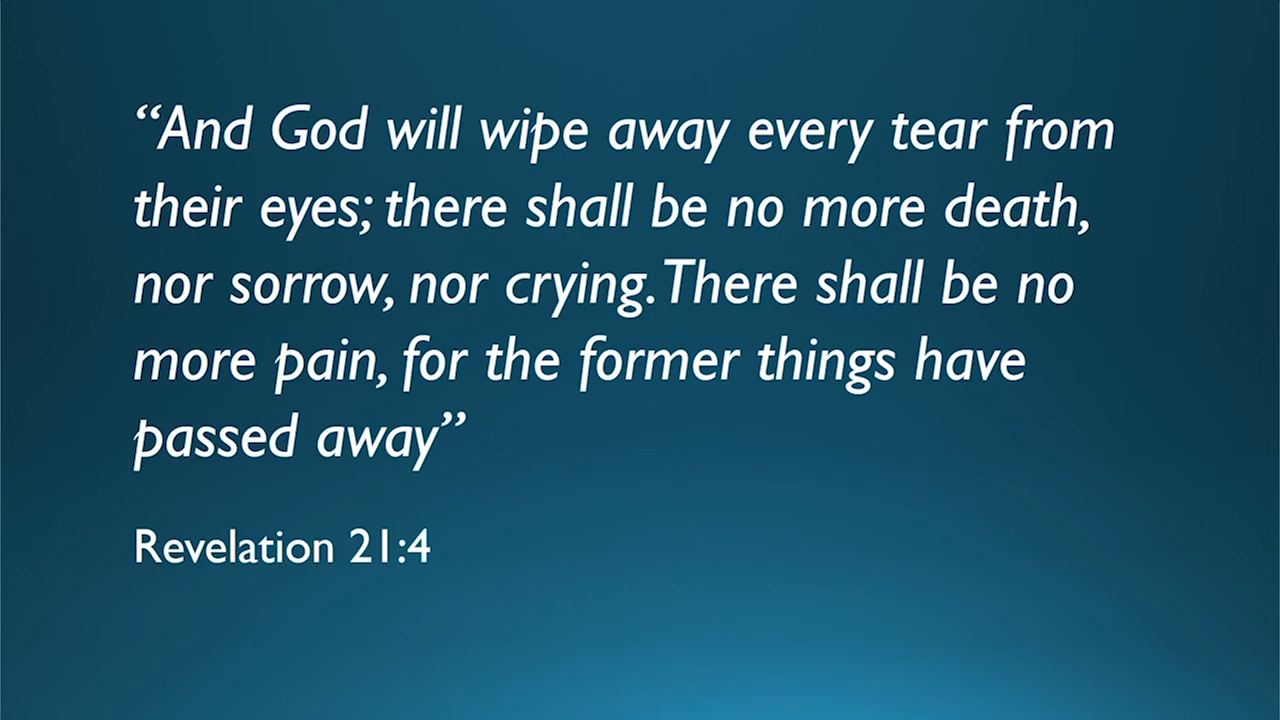 “And God will wipe away every tear from
their eyes; there shall be no more death,
nor sorrow, nor crying. There shall be no
more pain, for the former things have
passed away”
Revelation 21:4